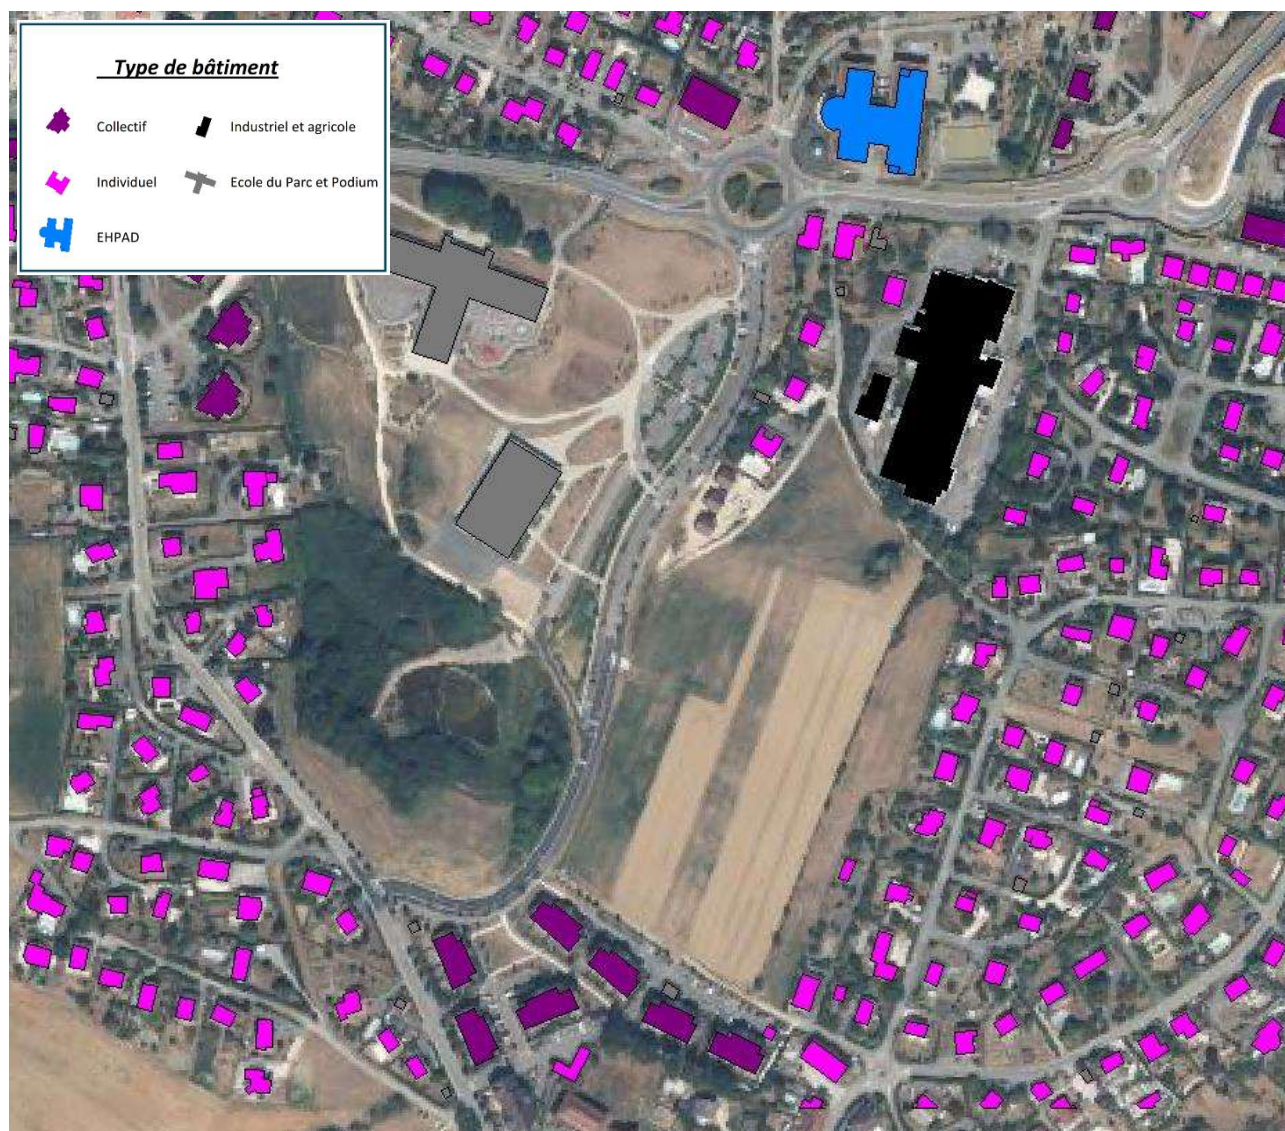 Type de bâtiment
Collectif
Industriel et agricole
Individuel
Ecole du Parc et Podium
EHPAD